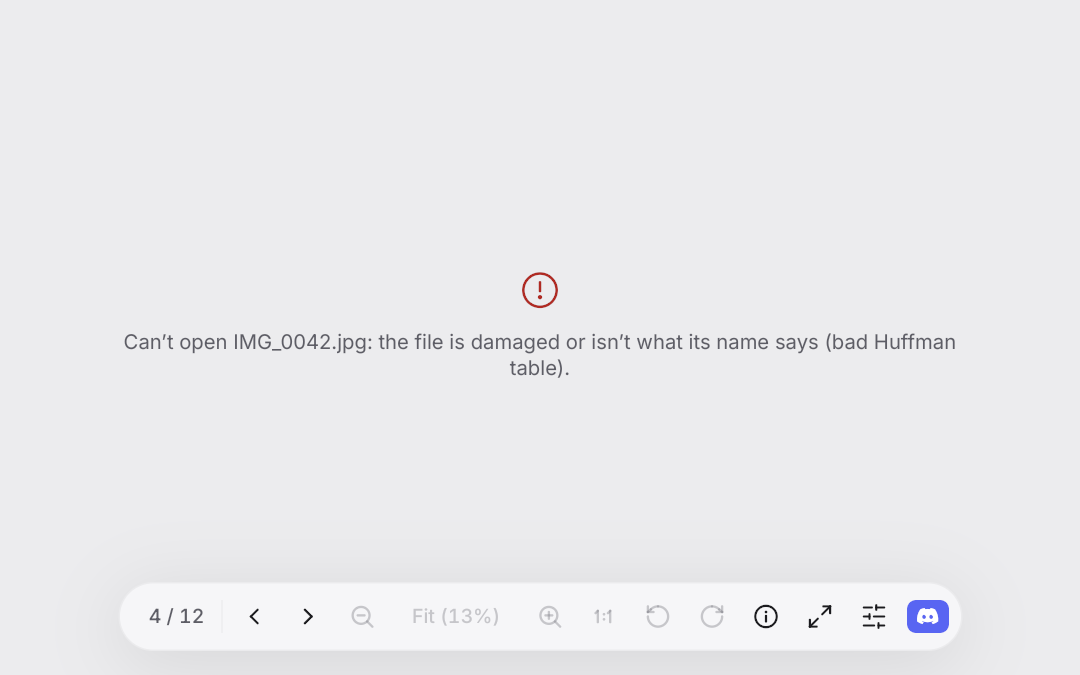 Can’t open IMG_0042.jpg: the file is damaged or isn’t what its name says (bad Huffman
table).
4 / 12 Fit (13%) 1:1